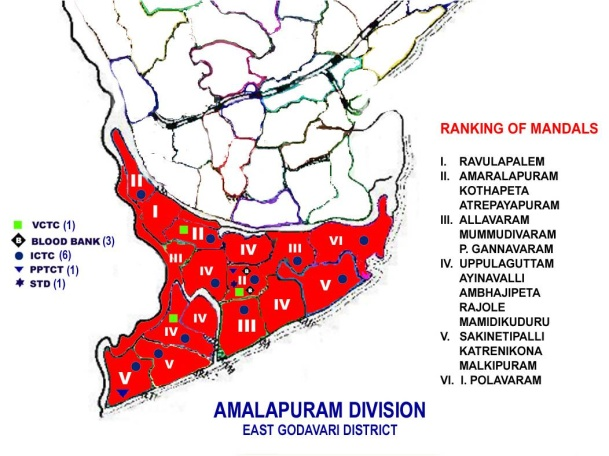 RANKING OF MANDALS
I. RAVULAPALEM
II. AMARALAPURAM
KOTHAPETA
ATREPAYAPURAM
III. ALLAVARAM
MUMMUDIVARAM
P. GANNAVARAM
IV. UPPULAGUTTAM
AYINAVALLI
AMBHAJIPETA
RAJOLE
MAMIDIKUDURU
V. SAKINETIPALLI
KATRENIKONA
MALKIPURAM
VI. I. POLAVARAM
VCTC (1)
B BLOOD BANK (3)
ICTC (6)
PPTCT (1)
STD (1)
II
I
II
III
IV
III
VI
IV
II
IV
V
IV
IV
III
V
V
AMALAPURAM DIVISION
EAST GODAVARI DISTRICT